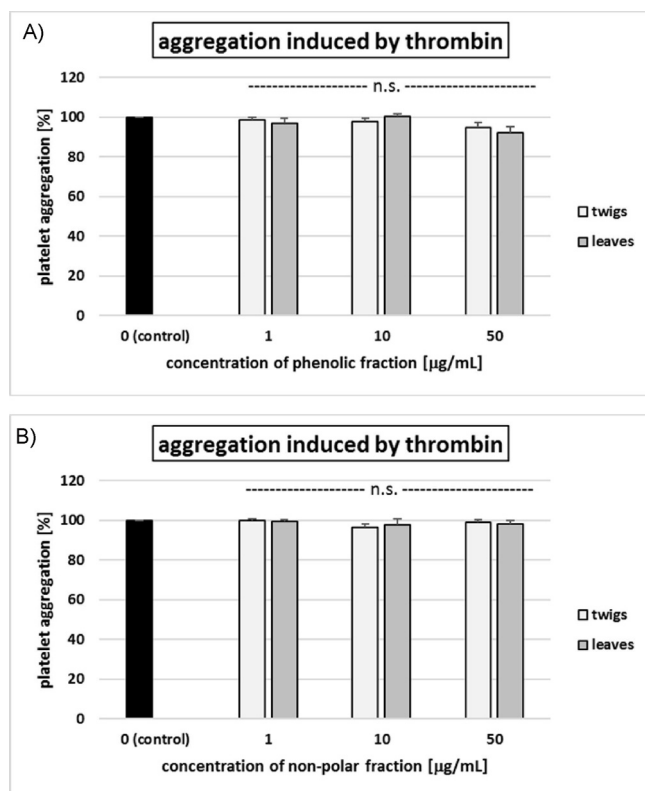 A)
aggregation induced by thrombin
120
100
80
60
40
20
0
platelet aggregation [%]
n.s.
twigs
leaves
0 (control) 1 10 50
concentration of phenolic fraction [μg/mL]
B)
aggregation induced by thrombin
120
100
80
60
40
20
0
platelet aggregation [%]
n.s.
twigs
leaves
0 (control) 1 10 50
concentration of non-polar fraction [μg/mL]